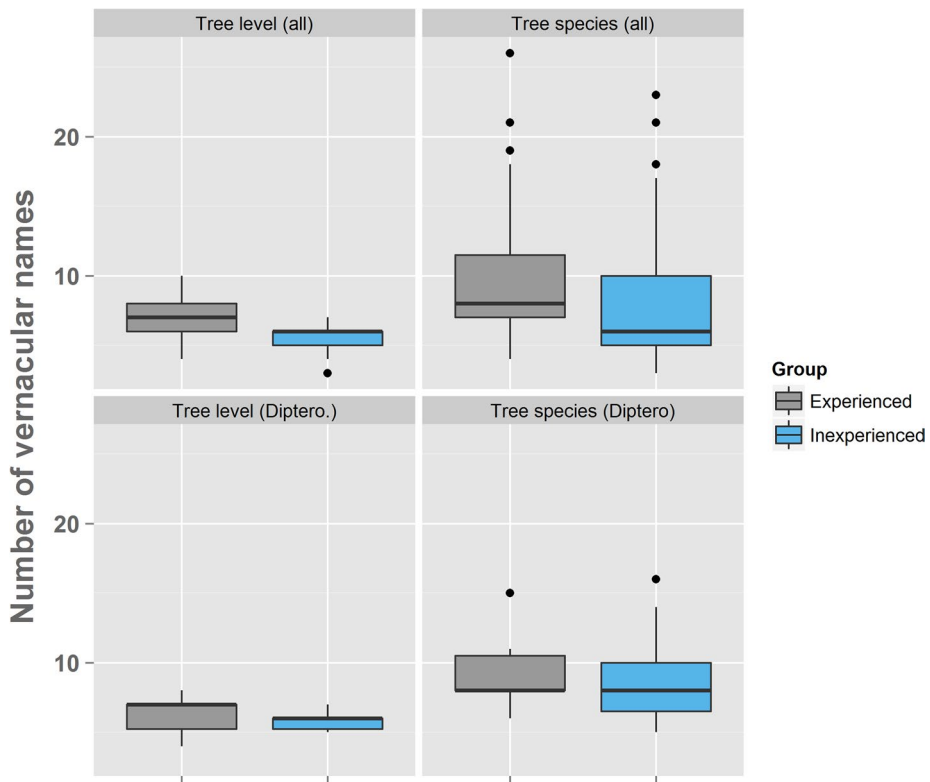 Tree level (all)
Tree species (all)
20
10
Number of vernacular names
Tree level (Diptero.)
Tree species (Diptero)
20
10
Group
Experienced
Inexperienced